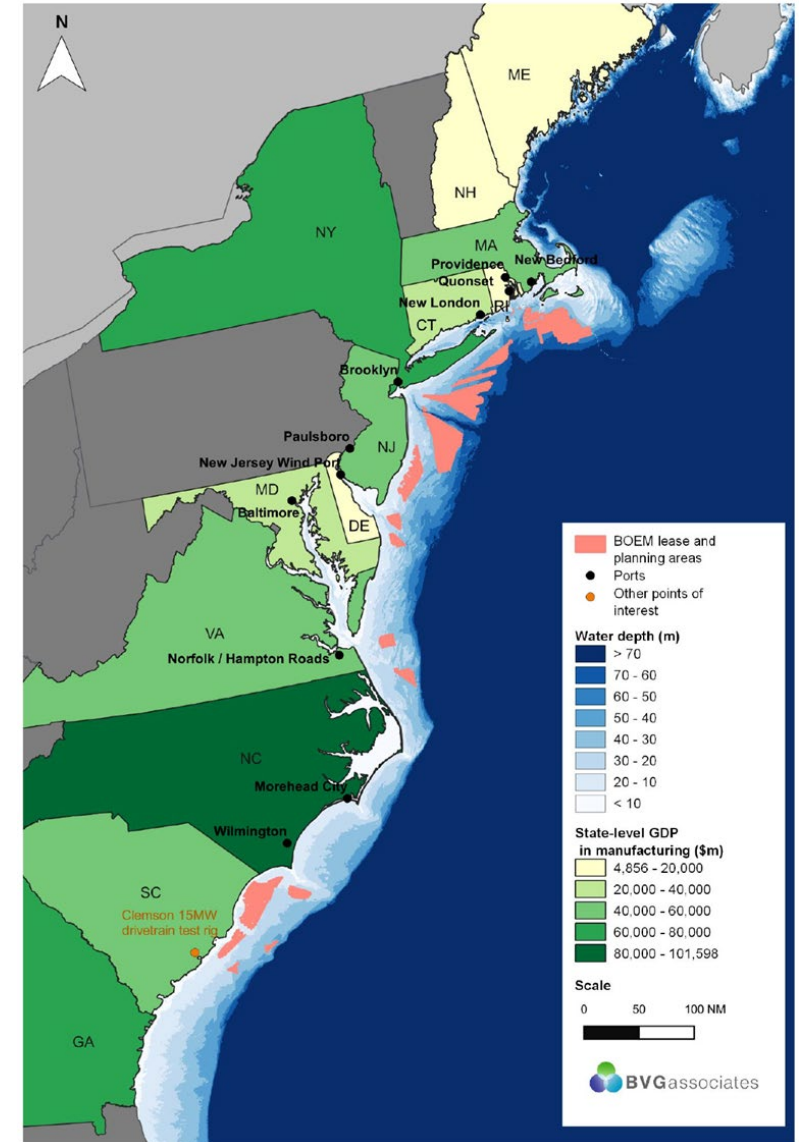 N
ME
NH
NY
MA
Providence
New Bedford
Quonset
RI
New London
CT
Brooklyn
Paulsboro
NJ
New Jersey Wind Port
MD
Baltimore
DE
VA
Norfolk / Hampton Roads
NC
Morehead City
Wilmington
SC
Clemson 15MW
drivetrain test rig
GA
BOEM lease and
planning areas
Ports
Other points of
interest
Water depth (m)
> 70
70 - 60
60 - 50
50 - 40
40 - 30
30 - 20
20 - 10
< 10
State-level GDP
in manufacturing ($m)
4,856 - 20,000
20,000 - 40,000
40,000 - 60,000
60,000 - 80,000
80,000 - 101,598
Scale
0 50 100 NM
BVGassociates